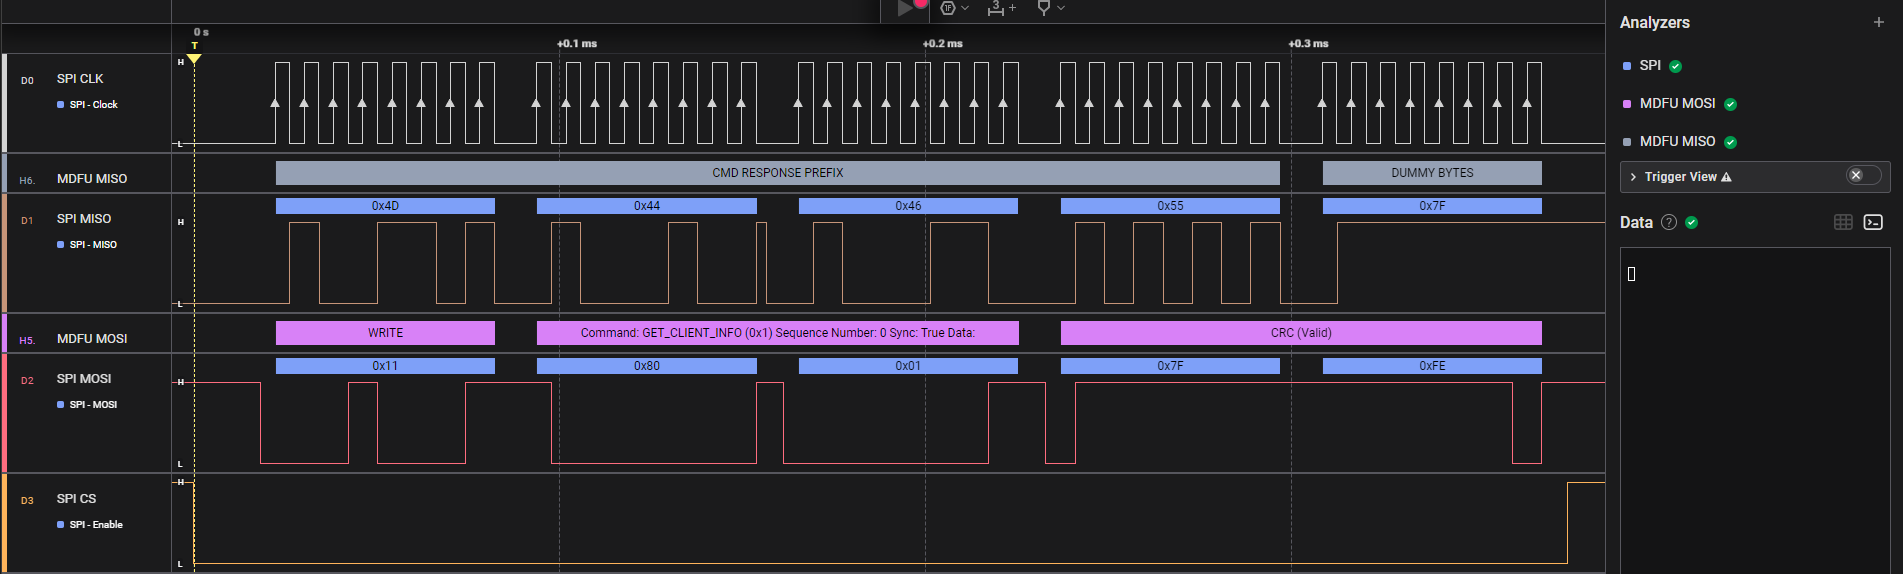 0 s
T
+0.1 ms
+0.2 ms
+0.3 ms
1F
3
+
D0
SPI CLK
SPI - Clock
H
L
H6.
MDFU MISO
CMD RESPONSE PREFIX
DUMMY BYTES
D1
SPI MISO
SPI - MISO
H
L
0x4D
0x44
0x46
0x55
0x7F
H5.
MDFU MOSI
WRITE
Command: GET_CLIENT_INFO (0x1) Sequence Number: 0 Sync: True Data:
CRC (Valid)
D2
SPI MOSI
SPI - MOSI
H
L
0x11
0x80
0x01
0x7F
0xFE
D3
SPI CS
SPI - Enable
H
L
Analyzers
+
SPI
MDFU MOSI
MDFU MISO
Trigger View
Data